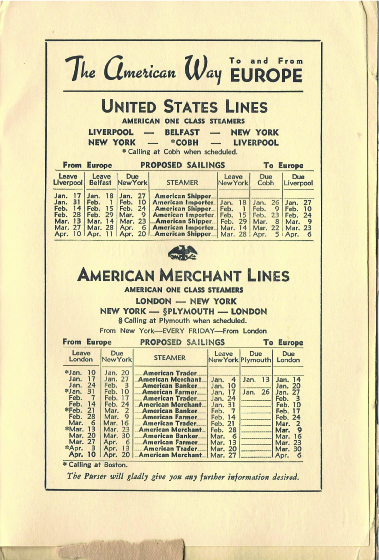 The American Way To and From EUROPE
UNITED STATES LINES
AMERICAN ONE CLASS STEAMERS
LIVERPOOL — BELFAST — NEW YORK
NEW YORK — *COBH — LIVERPOOL
* Calling at Cobh when scheduled.
From Europe PROPOSED SAILINGS To Europe
Leave Liverpool Leave Belfast Due NewYork STEAMER Leave NewYork Due Cobh Due Liverpool
Jan. 17 Jan. 18 Jan. 27 American Shipper
Jan. 31 Feb. 1 Feb. 10 American Importer Jan. 18 Jan. 26 Jan. 27
Feb. 14 Feb. 15 Feb. 24 American Shipper Feb. 1 Feb. 9 Feb.
Feb. 28 Feb. 29 Mar. 9 American Importer Feb. 15 Feb. 23 Feb. 24
Mar. 13 Mar. 14 Mar. 23 American Shipper Feb. 29 Mar. 8 Mar. 9
Mar. 27 Mar. 28 Apr. 6 American Importer Mar. 14 Mar. 22 Mar. 23
Apr. 10 Apr. 11 Apr. 20 American Shipper Mar. 28 Apr. 5 Apr. 6
AMERICAN MERCHANT LINES
AMERICAN ONE CLASS STEAMERS
LONDON — NEW YORK
NEW YORK — §PLYMOUTH — LONDON
§ Calling at Plymouth when scheduled.
From New York—EVERY FRIDAY—From London
From Europe PROPOSED SAILINGS To Europe
Leave London Due NewYork STEAMER Leave NewYork Due Plymouth Due London
*Jan. 10 Jan. 20 American Trader
Jan. 17 Jan. 27 American Merchant Jan. 4 Jan. 13 Jan. 14
Jan. 24 Feb. 3 American Banker Jan. 10 Jan. 20
*Jan. 31 Feb. 10 American Farmer Jan. 17 Jan. 26 Jan. 27
Feb. 7 Feb. 17 American Trader Jan. 24 Feb. 3
Feb. 14 Feb. 24 American Merchant Jan. 31 Feb. 10
*Feb. 21 Mar. 2 American Banker Feb. 7 Feb. 17
Feb. 28 Mar. 9 American Farmer Feb. 14 Feb. 24
Mar. 6 Mar. 16 American Trader Feb. 21 Mar. 2
*Mar. 13 Mar. 23 American Merchant Feb. 28 Mar. 9
Mar. 20 Mar. 30 American Banker Mar. 6 Mar. 16
Mar. 27 Apr. 6 American Farmer Mar. 13 Mar. 23
*Apr. 3 Apr. 13 American Trader Mar. 20 Mar. 30
Apr. 10 Apr. 20 American Merchant Mar. 27 Apr. 6
* Calling at Boston.
The Purser will gladly give you any further information desired.